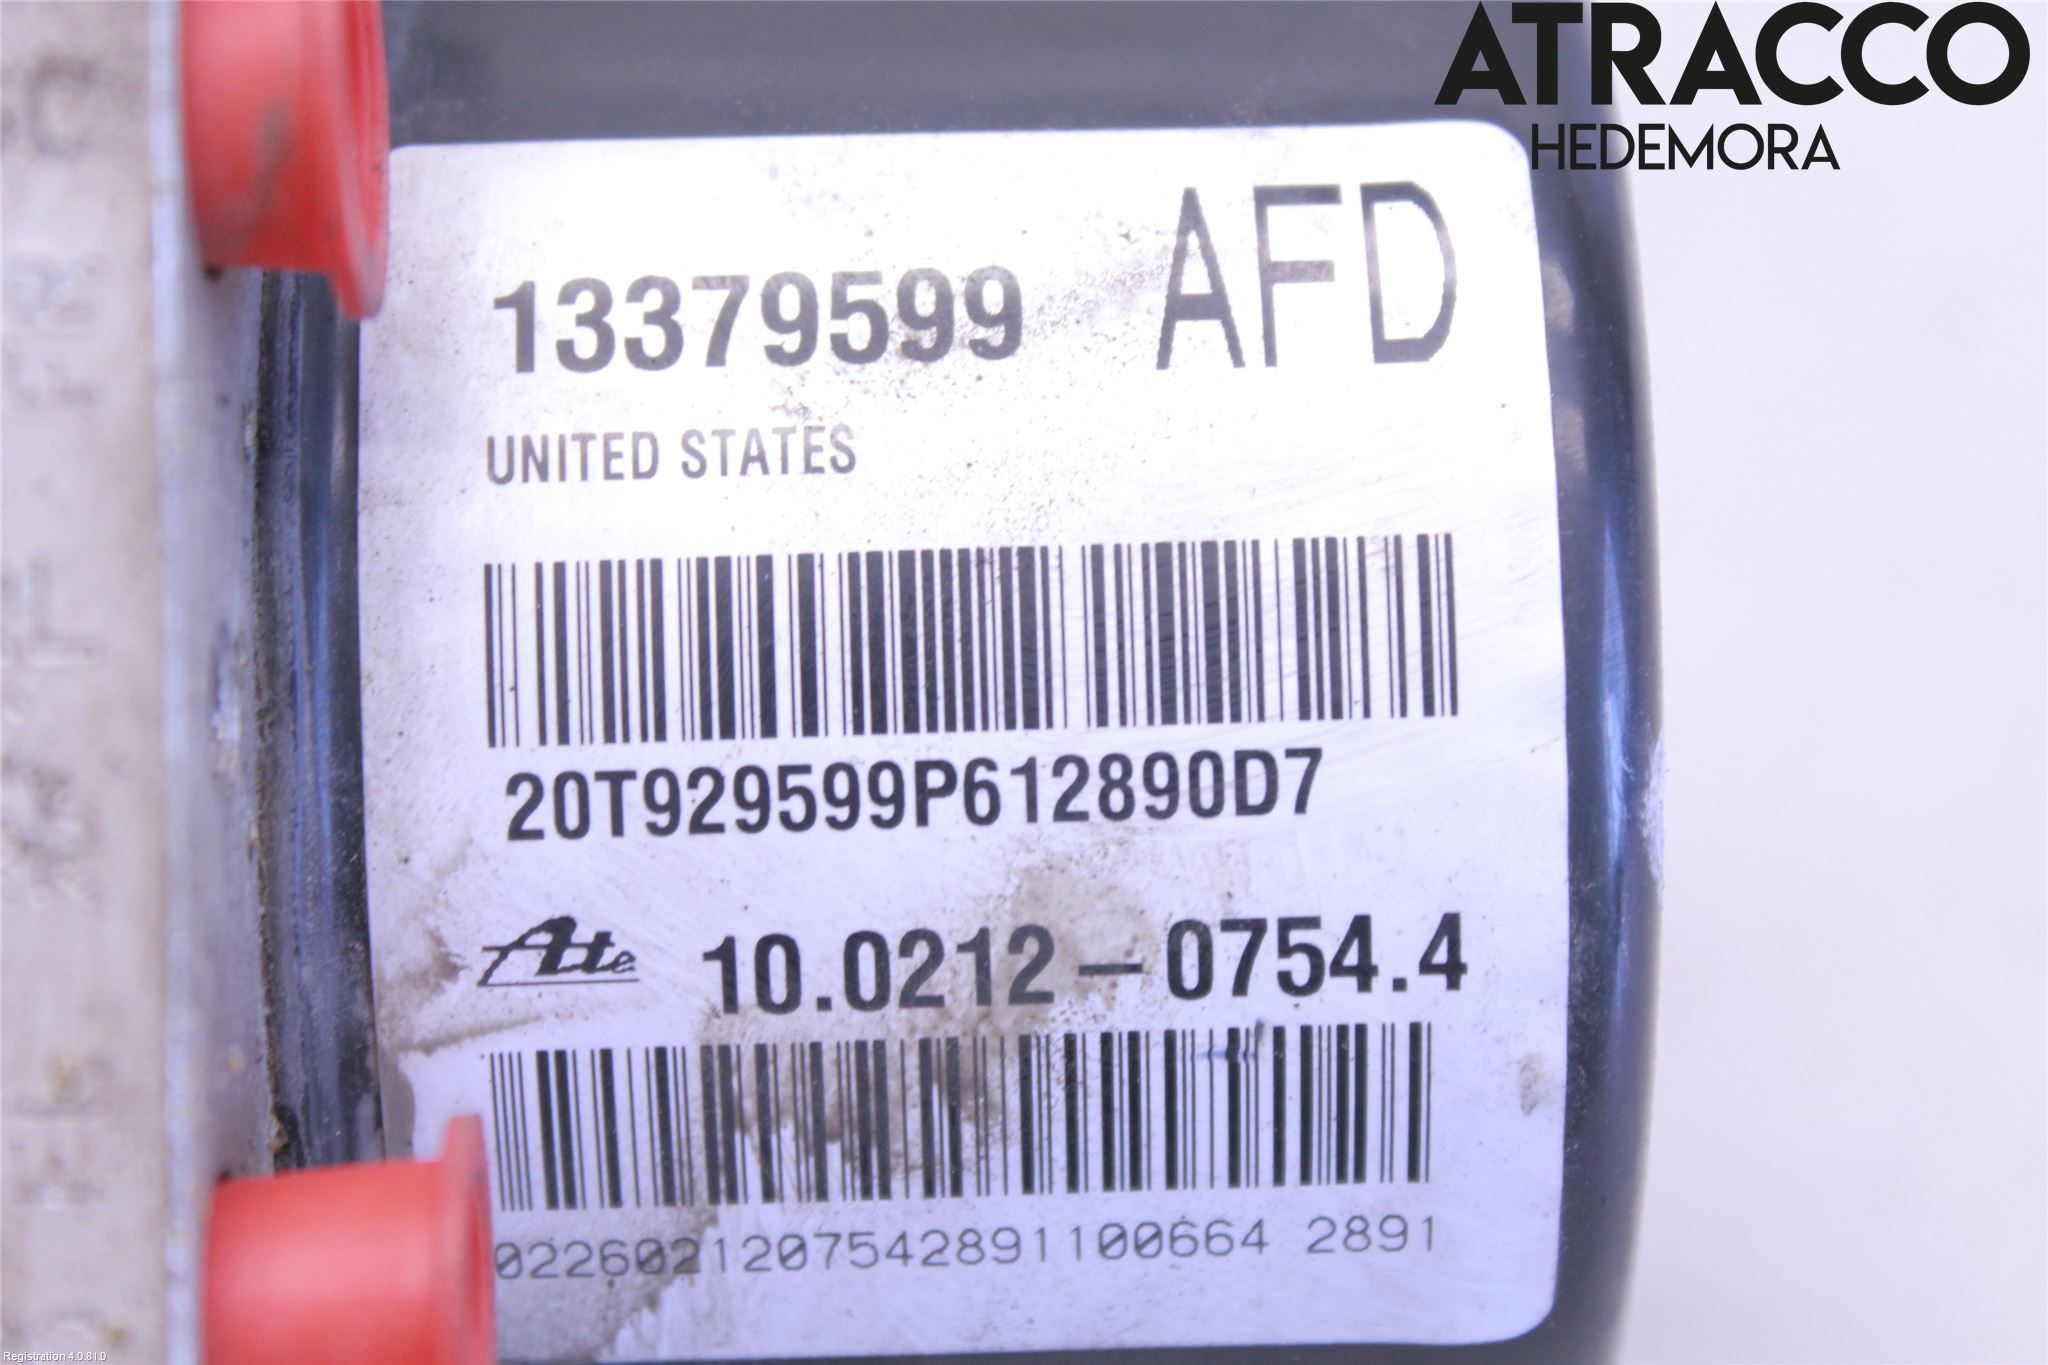 ATRACCO
HEDEMORA
13379599 AFD
UNITED STATES
20T929599P612890D7
Ate 10.0212-0754.4
0226021207542891100664 2891
Registration 4.0.81.0